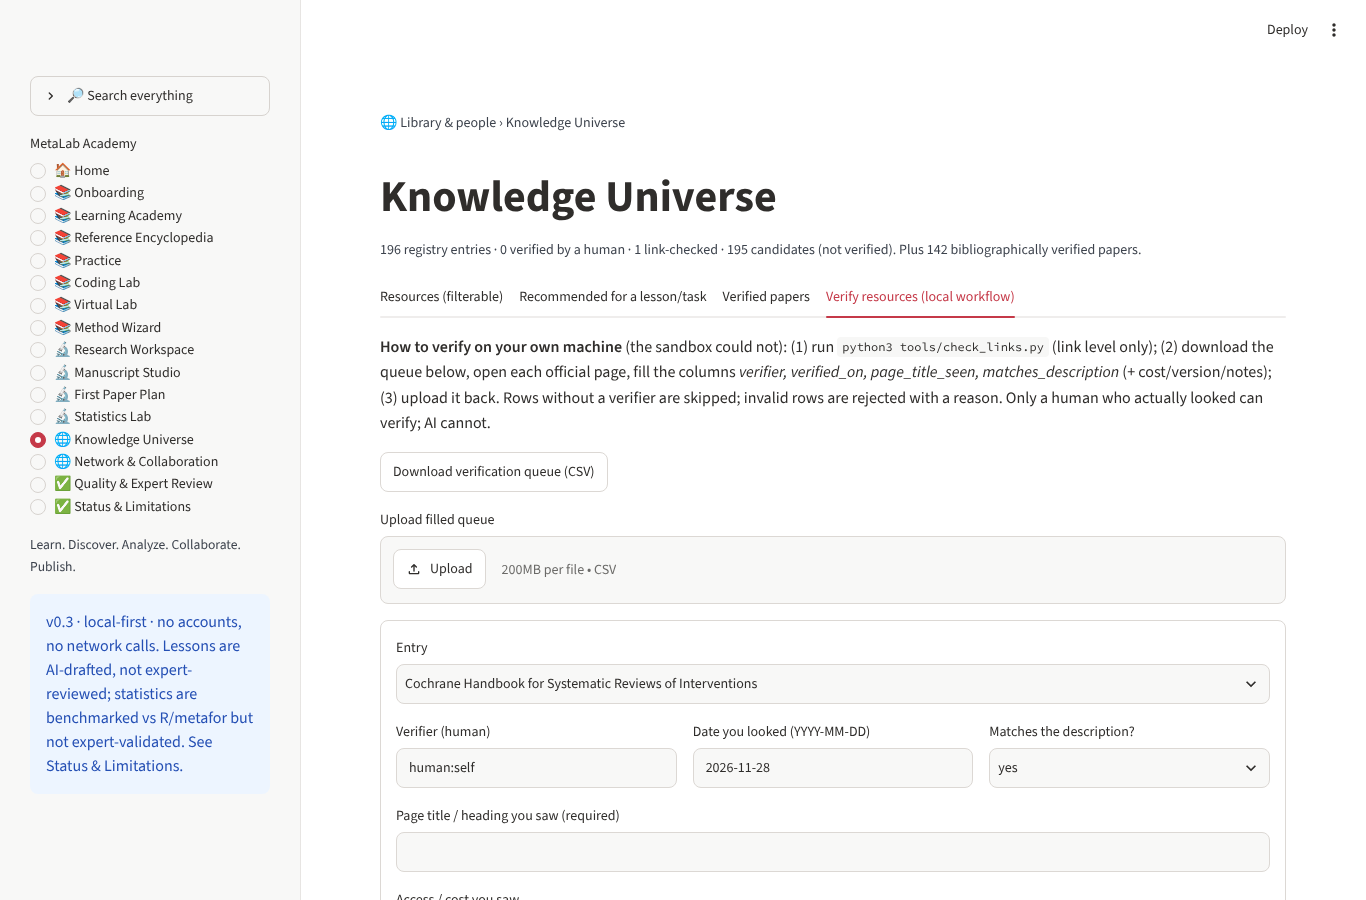 Deploy
🔎 Search everything
MetaLab Academy
🏠 Home
📚 Onboarding
📚 Learning Academy
📚 Reference Encyclopedia
📚 Practice
📚 Coding Lab
📚 Virtual Lab
📚 Method Wizard
🔬 Research Workspace
🔬 Manuscript Studio
🔬 First Paper Plan
🔬 Statistics Lab
🌐 Knowledge Universe
🌐 Network & Collaboration
✅ Quality & Expert Review
✅ Status & Limitations
Learn. Discover. Analyze. Collaborate.
Publish.
v0.3 · local-first · no accounts,
no network calls. Lessons are
AI-drafted, not expert-
reviewed; statistics are
benchmarked vs R/metafor but
not expert-validated. See
Status & Limitations.
🌐 Library & people › Knowledge Universe
Knowledge Universe
196 registry entries · 0 verified by a human · 1 link-checked · 195 candidates (not verified). Plus 142 bibliographically verified papers.
Resources (filterable) Recommended for a lesson/task Verified papers Verify resources (local workflow)
How to verify on your own machine (the sandbox could not): (1) run python3 tools/check_links.py (link level only); (2) download the
queue below, open each official page, fill the columns verifier, verified_on, page_title_seen, matches_description (+ cost/version/notes);
(3) upload it back. Rows without a verifier are skipped; invalid rows are rejected with a reason. Only a human who actually looked can
verify; AI cannot.
Download verification queue (CSV)
Upload filled queue
Upload 200MB per file • CSV
Entry
Cochrane Handbook for Systematic Reviews of Interventions
Verifier (human) Date you looked (YYYY-MM-DD) Matches the description?
human:self 2026-11-28 yes
Page title / heading you saw (required)
Access / cost you saw